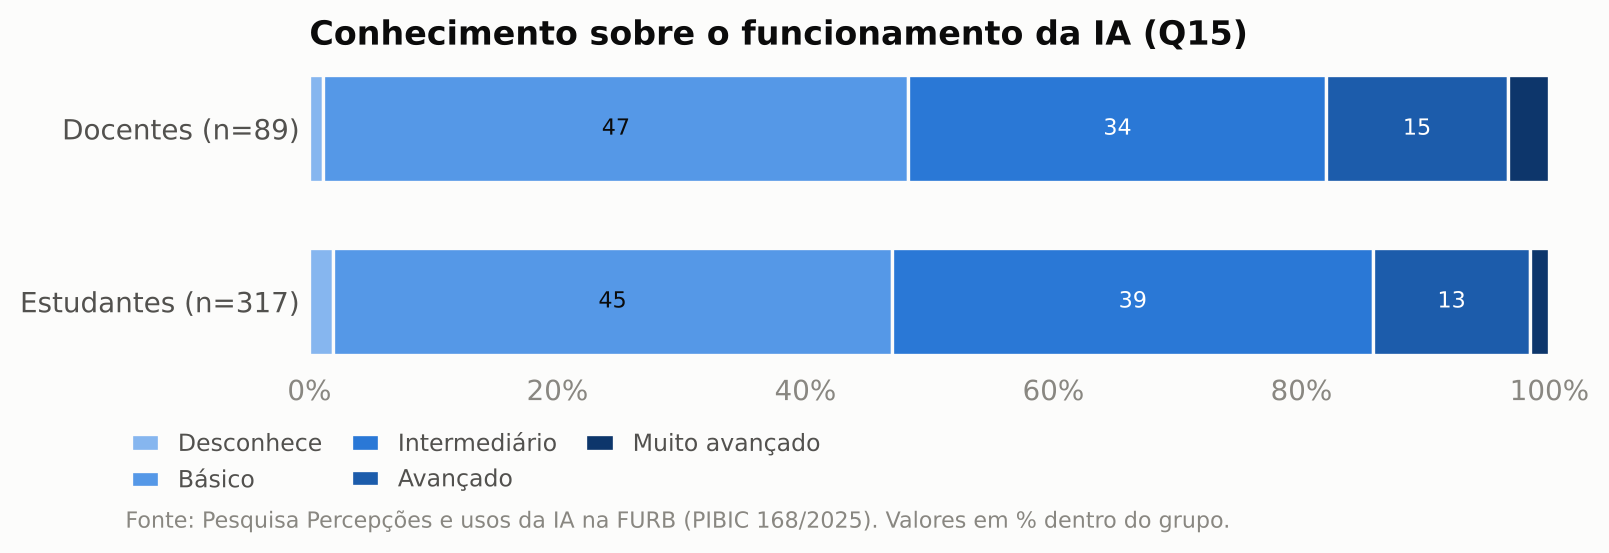 Conhecimento sobre o funcionamento da IA (Q15)
Docentes (n=89) 47 34 15
Estudantes (n=317) 45 39 13
0% 20% 40% 60% 80% 100%
Desconhece Intermediário Muito avançado
Básico Avançado
Fonte: Pesquisa Percepções e usos da IA na FURB (PIBIC 168/2025). Valores em % dentro do grupo.